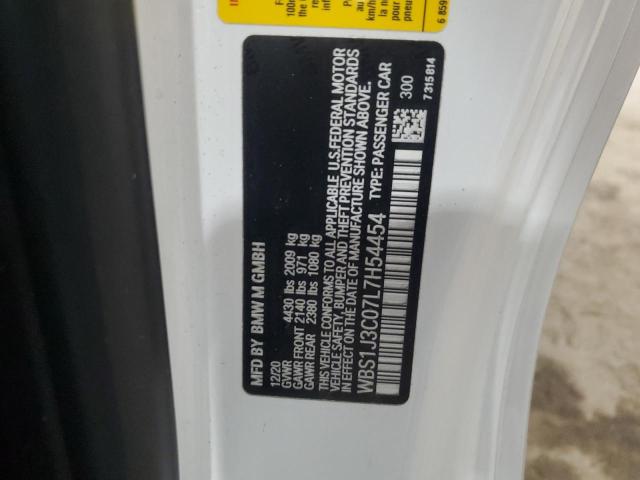 MFD BY BMW M GMBH
12/20
GVWR 4430 lbs 2009 kg
GAWR FRONT 2140 lbs 971 kg
GAWR REAR 2380 lbs 1080 kg
THIS VEHICLE CONFORMS TO ALL APPLICABLE U.S.FEDERAL MOTOR
VEHICLE SAFETY, BUMPER AND THEFT PREVENTION STANDARDS
IN EFFECT ON THE DATE OF MANUFACTURE SHOWN ABOVE.
WBS1J3C07L7H54454 TYPE: PASSENGER CAR
300
7315814
6 859